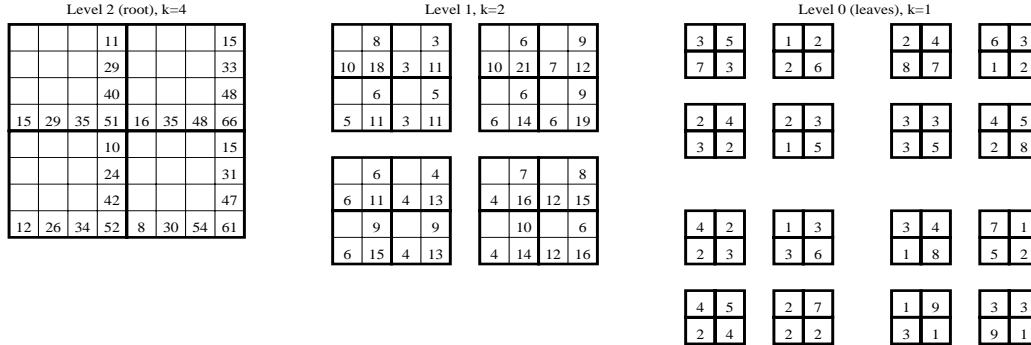 Level 2 (root), k=4
11 15
29 33
40 48
15 29 35 51 16 35 48 66
10 15
24 31
42 47
12 26 34 52 8 30 54 61
Level 1, k=2
8 3 6 9
10 18 3 11 10 21 7 12
6 5 6 9
5 11 3 11 6 14 6 19
6 4 7 8
6 11 4 13 4 16 12 15
9 9 10 6
6 15 4 13 4 14 12 16
Level 0 (leaves), k=1
3 5 1 2 2 4 6 3
7 3 2 6 8 7 1 2
2 4 2 3 3 3 4 5
3 2 1 5 3 5 2 8
4 2 1 3 3 4 7 1
2 3 3 6 1 8 5 2
4 5 2 7 1 9 3 3
2 4 2 2 3 1 9 1